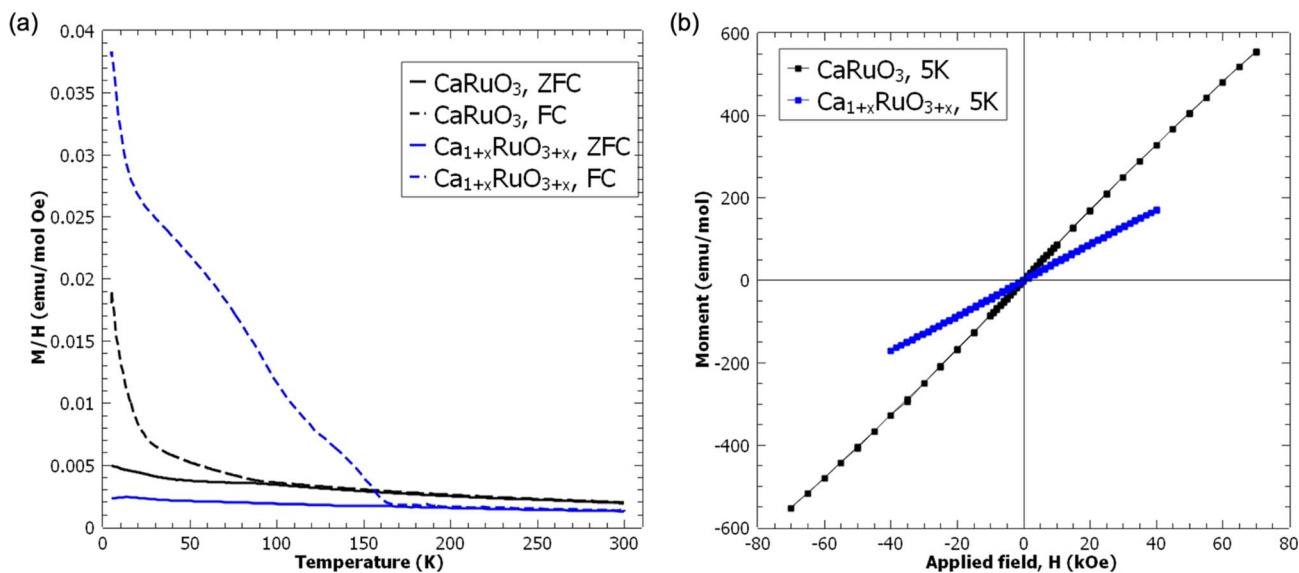 (a)
0.04
0.035
0.03
0.025
0.02
0.015
0.01
0.005
0
M/H (emu/mol Oe)
CaRuO₃, ZFC
CaRuO₃, FC
Ca₁₊ₓRuO₃₊ₓ, ZFC
Ca₁₊ₓRuO₃₊ₓ, FC
0 50 100 150 200 250 300
Temperature (K)
(b)
600
400
200
0
-200
-400
-600
Moment (emu/mol)
CaRuO₃, 5K
Ca₁₊ₓRuO₃₊ₓ, 5K
-80 -60 -40 -20 0 20 40 60 80
Applied field, H (kOe)